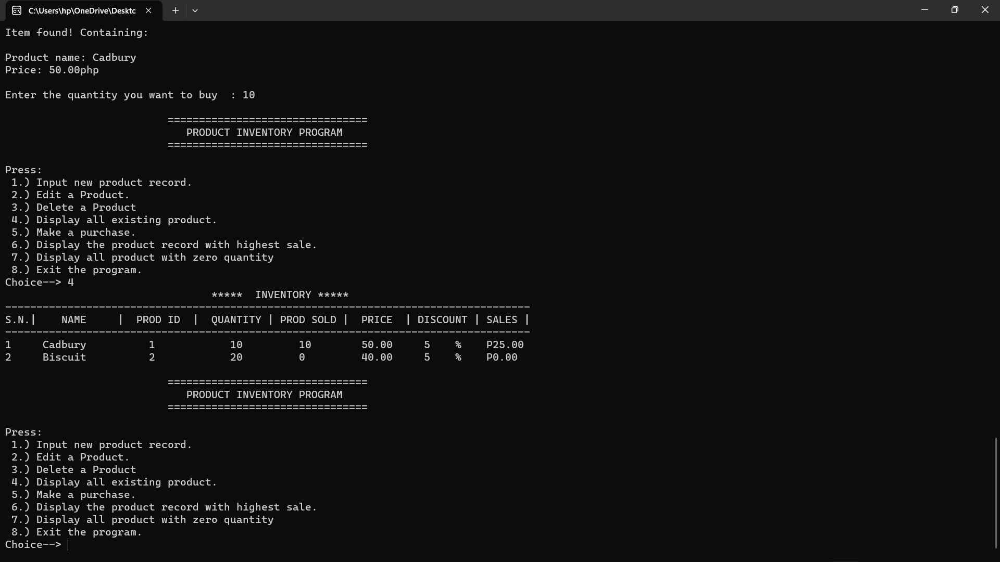 C:\Users\hp\OneDrive\Deskto
Item found! Containing:
Product name: Cadbury
Price: 50.00php
Enter the quantity you want to buy  : 10
================================
PRODUCT INVENTORY PROGRAM
================================
Press:
1.) Input new product record.
2.) Edit a Product.
3.) Delete a Product
4.) Display all existing product.
5.) Make a purchase.
6.) Display the product record with highest sale.
7.) Display all product with zero quantity
8.) Exit the program.
Choice--> 4
*****  INVENTORY *****
------------------------------------------------------------------------------------
S.N.|    NAME     |  PROD ID  |  QUANTITY | PROD SOLD |  PRICE  | DISCOUNT | SALES |
------------------------------------------------------------------------------------
1     Cadbury          1            10         10        50.00     5    %    P25.00
2     Biscuit          2            20         0         40.00     5    %    P0.00
================================
PRODUCT INVENTORY PROGRAM
================================
Press:
1.) Input new product record.
2.) Edit a Product.
3.) Delete a Product
4.) Display all existing product.
5.) Make a purchase.
6.) Display the product record with highest sale.
7.) Display all product with zero quantity
8.) Exit the program.
Choice-->